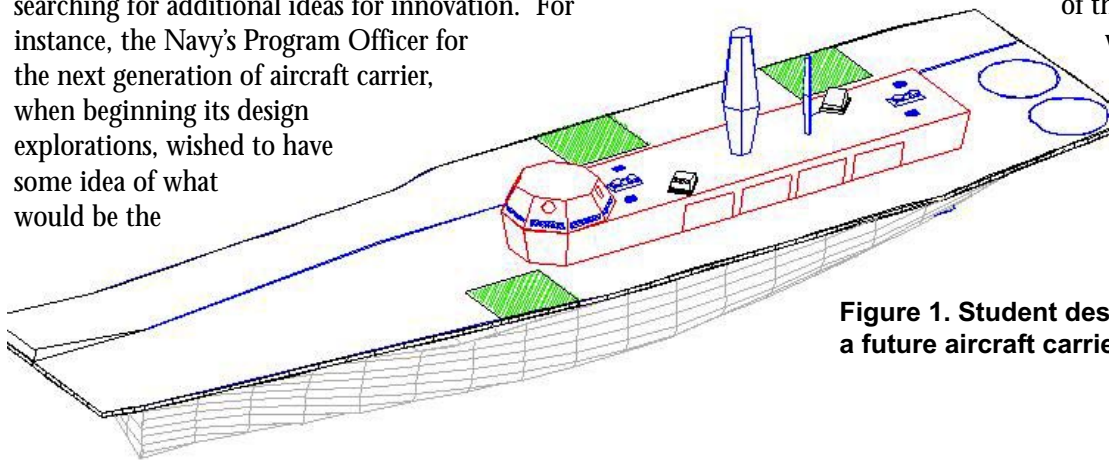 searching for additional ideas for innovation. For
instance, the Navy's Program Officer for
the next generation of aircraft carrier,
when beginning its design
explorations, wished to have
some idea of what
would be the
of th
w
Figure 1. Student des
a future aircraft carrie